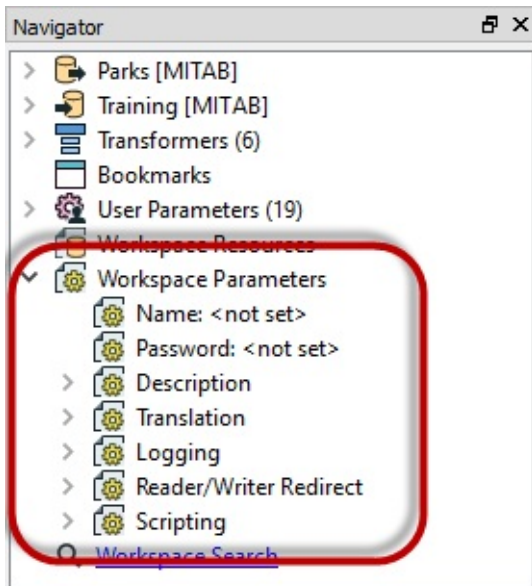 Navigator
Parks [MITAB]
Training [MITAB]
Transformers (6)
Bookmarks
User Parameters (19)
Workspace Resources
Workspace Parameters
Name: <not set>
Password: <not set>
Description
Translation
Logging
Reader/Writer Redirect
Scripting
Workspace Search